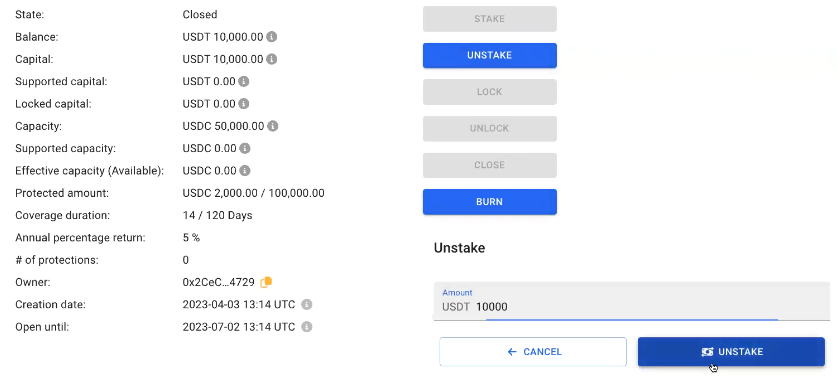 State: Closed
Balance: USDT 10,000.00
Capital: USDT 10,000.00
Supported capital: USDT 0.00
Locked capital: USDT 0.00
Capacity: USDC 50,000.00
Supported capacity: USDC 0.00
Effective capacity (Available): USDC 0.00
Protected amount: USDC 2,000.00 / 100,000.00
Coverage duration: 14 / 120 Days
Annual percentage return: 5 %
# of protections: 0
Owner: 0x2CeC...4729
Creation date: 2023-04-03 13:14 UTC
Open until: 2023-07-02 13:14 UTC
STAKE
UNSTAKE
LOCK
UNLOCK
CLOSE
BURN
Unstake
Amount
USDT 10000
CANCEL
UNSTAKE